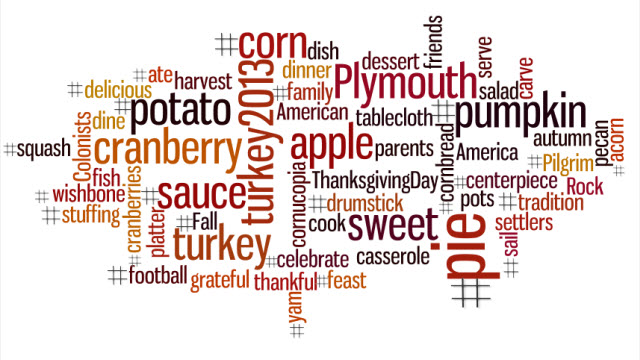 #corn
dish
friends
dessert
serve
carve
#ate
dinner
#delicious
harvest
#family
Plymouth
salad
#potato
turkey2013
American
tablecloth
#pumpkin
dine
Colonists
autumn
pecan
#acorn
#squash
cranberry
apple
parents
#cornbread
America
#Pilgrim
fish
#wishbone
#sauce
cornucopia
ThanksgivingDay
#centerpiece
Rock
#stuffing
#cranberries
platter
#Fall
#drumstick
pots
#tradition
turkey
cook
sweet
#pie
settlers
#sail
#celebrate
casserole
#football
grateful
thankful
#feast
#yam